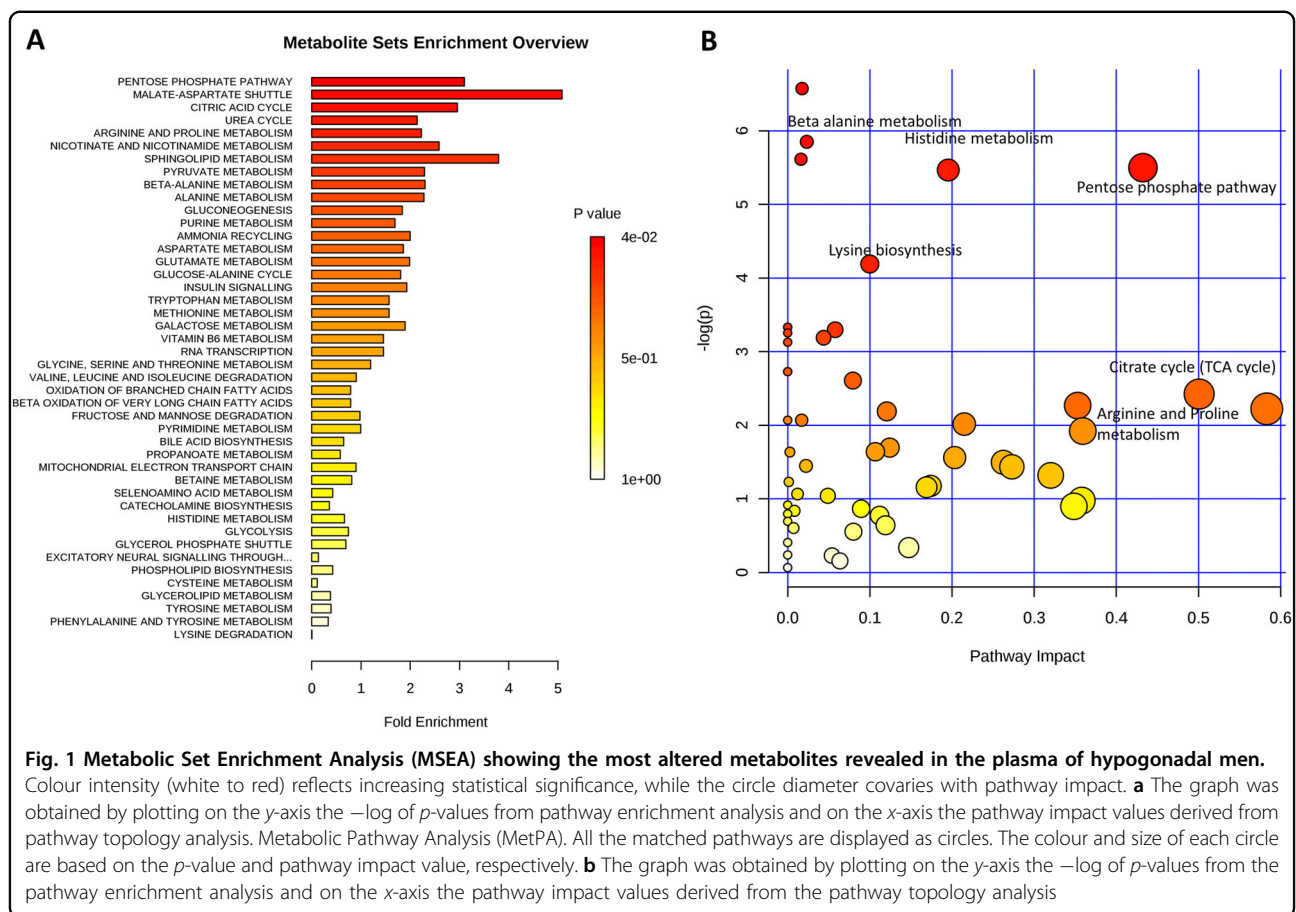 A
Metabolite Sets Enrichment Overview
PENTOSE PHOSPHATE PATHWAY
MALATE-ASPARTATE SHUTTLE
CITRIC ACID CYCLE
UREA CYCLE
ARGININE AND PROLINE METABOLISM
NICOTINATE AND NICOTINAMIDE METABOLISM
SPHINGOLIPID METABOLISM
PYRUVATE METABOLISM
BETA-ALANINE METABOLISM
ALANINE METABOLISM
GLUCONEOGENESIS
PURINE METABOLISM
AMMONIA RECYCLING
ASPARTATE METABOLISM
GLUTAMATE METABOLISM
GLUCOSE-ALANINE CYCLE
INSULIN SIGNALLING
TRYPTOPHAN METABOLISM
METHIONINE METABOLISM
GALACTOSE METABOLISM
VITAMIN B6 METABOLISM
RNA TRANSCRIPTION
GLYCINE, SERINE AND THREONINE METABOLISM
VALINE, LEUCINE AND ISOLEUCINE DEGRADATION
OXIDATION OF BRANCHED CHAIN FATTY ACIDS
BETA OXIDATION OF VERY LONG CHAIN FATTY ACIDS
FRUCTOSE AND MANNOSE DEGRADATION
PYRIMIDINE METABOLISM
BILE ACID BIOSYNTHESIS
PROPANOATE METABOLISM
MITOCHONDRIAL ELECTRON TRANSPORT CHAIN
BETAINE METABOLISM
SELENOAMINO ACID METABOLISM
CATECHOLAMINE BIOSYNTHESIS
HISTIDINE METABOLISM
GLYCOLYSIS
GLYCEROL PHOSPHATE SHUTTLE
EXCITATORY NEURAL SIGNALLING THROUGH...
PHOSPHOLIPID BIOSYNTHESIS
CYSTEINE METABOLISM
GLYCEROLIPID METABOLISM
TYROSINE METABOLISM
PHENYLALANINE AND TYROSINE METABOLISM
LYSINE DEGRADATION
0 1 2 3 4 5
Fold Enrichment
P value
4e-02
5e-01
1e+00
B
Beta alanine metabolism
Histidine metabolism
Pentose phosphate pathway
Lysine biosynthesis
Citrate cycle (TCA cycle)
Arginine and Proline
metabolism
-log(p)
6
5
4
3
2
1
0
0.0 0.1 0.2 0.3 0.4 0.5 0.6
Pathway Impact
Fig. 1 Metabolic Set Enrichment Analysis (MSEA) showing the most altered metabolites revealed in the plasma of hypogonadal men.
Colour intensity (white to red) reflects increasing statistical significance, while the circle diameter covaries with pathway impact. a The graph was
obtained by plotting on the y-axis the −log of p-values from pathway enrichment analysis and on the x-axis the pathway impact values derived from
pathway topology analysis. Metabolic Pathway Analysis (MetPA). All the matched pathways are displayed as circles. The colour and size of each circle
are based on the p-value and pathway impact value, respectively. b The graph was obtained by plotting on the y-axis the −log of p-values from the
pathway enrichment analysis and on the x-axis the pathway impact values derived from the pathway topology analysis